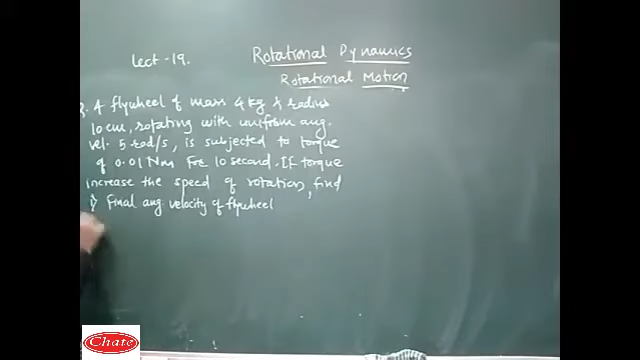 Lect - 19.
Rotational Dynamics
Rotational Motion
A flywheel of mass 4 kg & radius
10 cm, rotating with uniform ang.
vel. 5 rad/s, is subjected to torque
of 0.01 Nm for 10 second. If torque
increase the speed of rotation, find
i) Final ang. velocity of flywheel
Chate